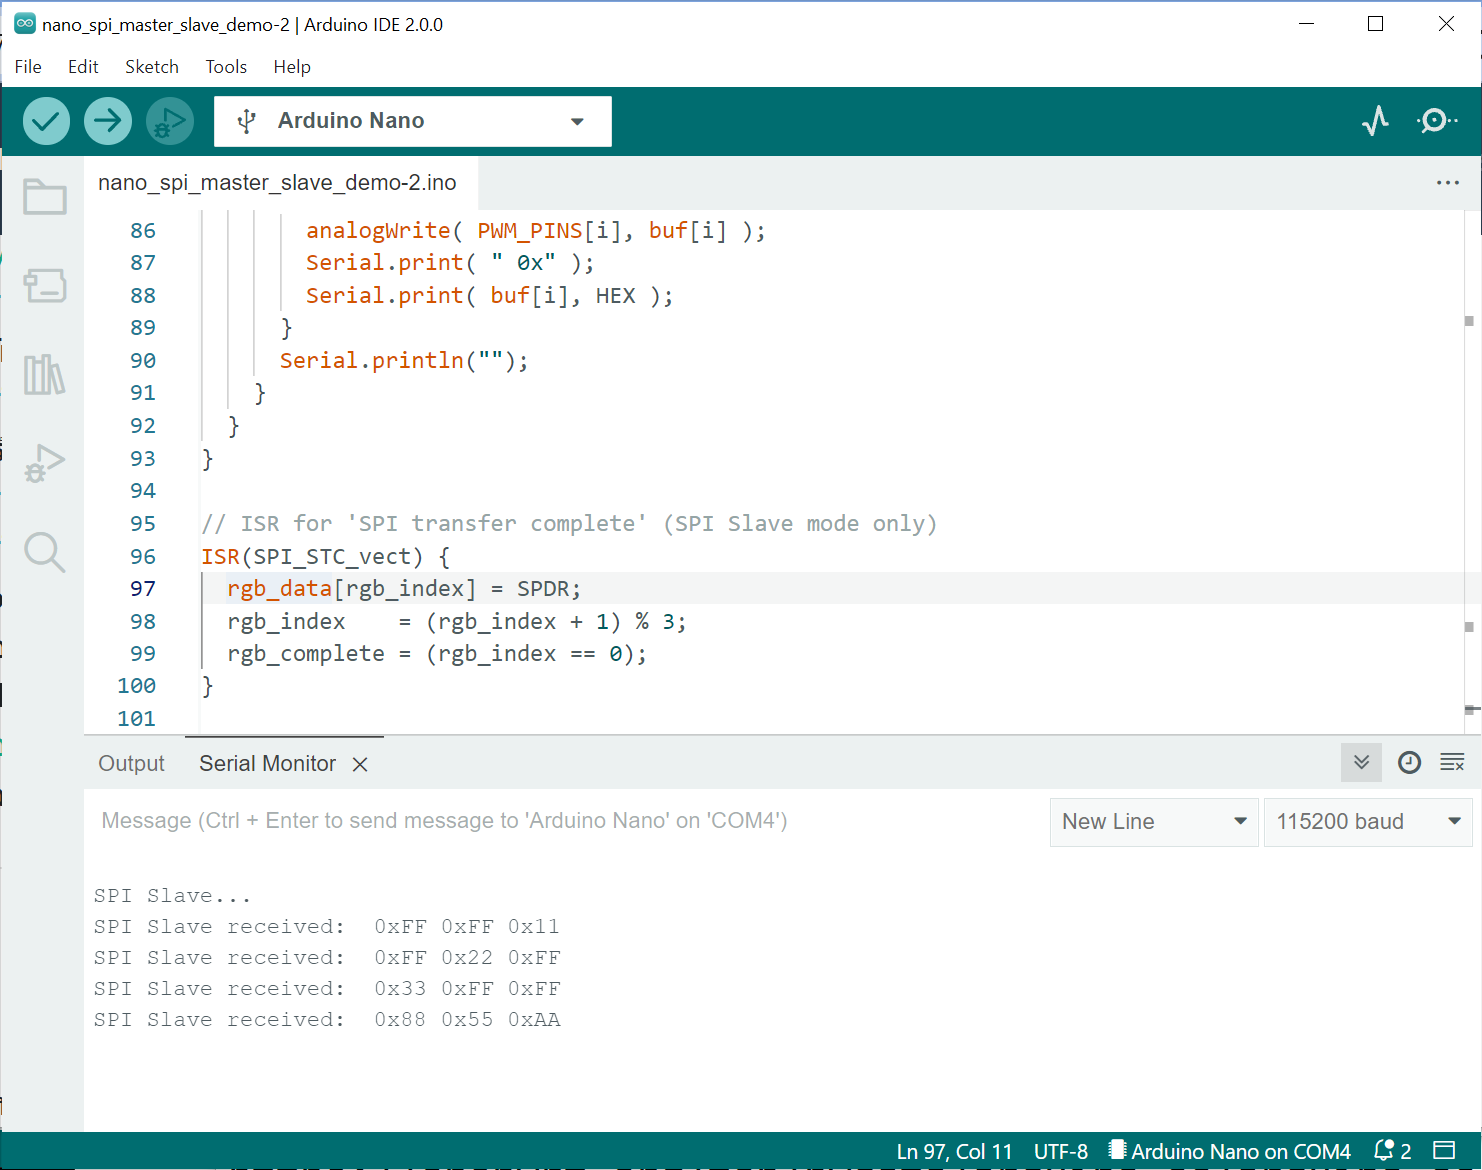 nano_spi_master_slave_demo-2 | Arduino IDE 2.0.0
File Edit Sketch Tools Help
Arduino Nano
nano_spi_master_slave_demo-2.ino
86 analogWrite( PWM_PINS[i], buf[i] );
87 Serial.print( " 0x" );
88 Serial.print( buf[i], HEX );
89 }
90 Serial.println("");
91 }
92 }
93 }
94
95 // ISR for 'SPI transfer complete' (SPI Slave mode only)
96 ISR(SPI_STC_vect) {
97 rgb_data[rgb_index] = SPDR;
98 rgb_index    = (rgb_index + 1) % 3;
99 rgb_complete = (rgb_index == 0);
100 }
101
Output Serial Monitor
Message (Ctrl + Enter to send message to 'Arduino Nano' on 'COM4')
New Line 115200 baud
SPI Slave...
SPI Slave received:  0xFF 0xFF 0x11
SPI Slave received:  0xFF 0x22 0xFF
SPI Slave received:  0x33 0xFF 0xFF
SPI Slave received:  0x88 0x55 0xAA
Ln 97, Col 11 UTF-8 Arduino Nano on COM4 2